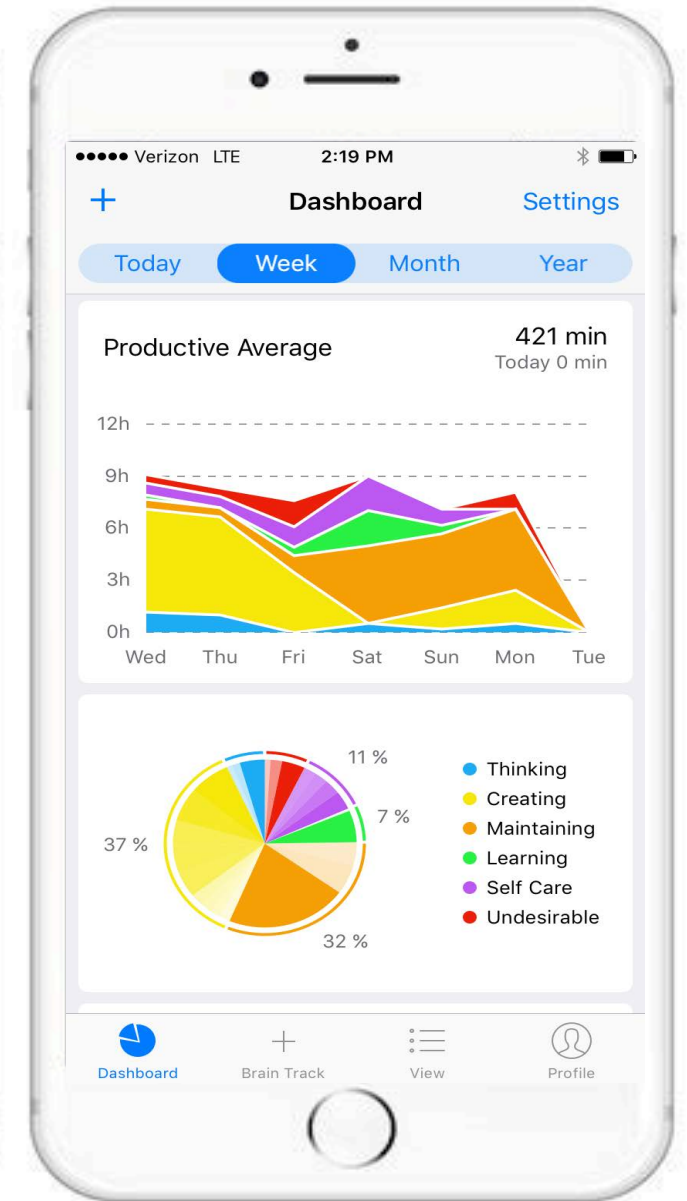 Verizon LTE 2:19 PM
+ Dashboard Settings
Today Week Month Year
Productive Average 421 min
Today 0 min
12h
9h
6h
3h
0h
Wed Thu Fri Sat Sun Mon Tue
11 %
7 %
37 %
32 %
Thinking
Creating
Maintaining
Learning
Self Care
Undesirable
Dashboard Brain Track View Profile